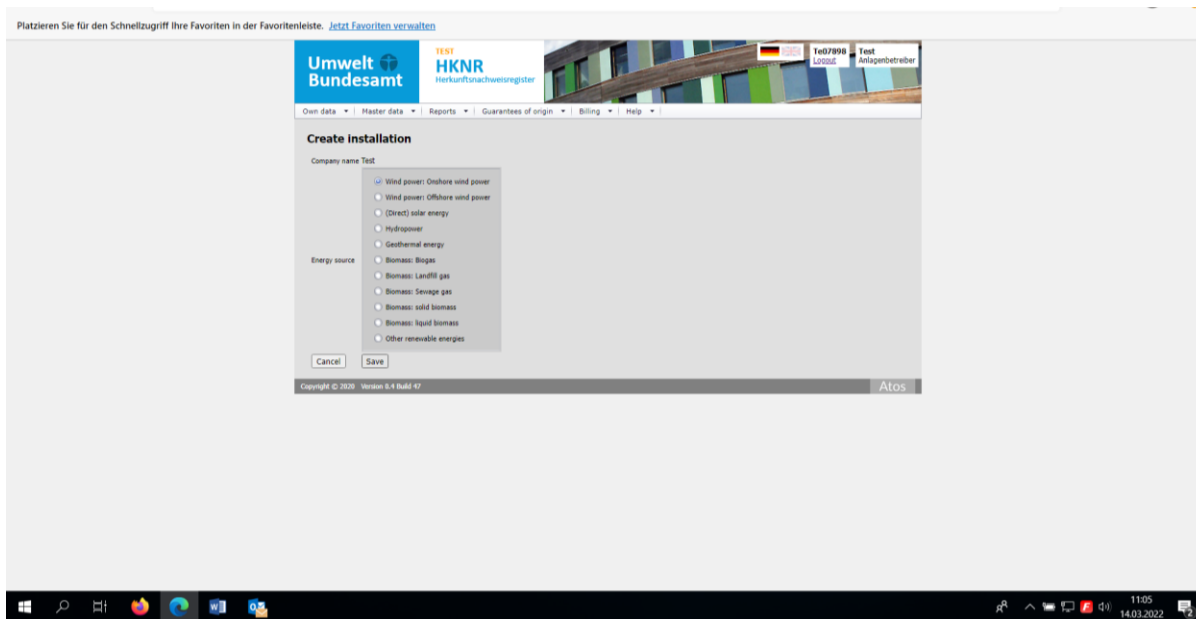 Platzieren Sie für den Schnellzugriff Ihre Favoriten in der Favoritenleiste. Jetzt Favoriten verwalten
Umwelt
Bundesamt
TEST
HKNR
Herkunftsnachweisregister
Te07898
Logout
Test
Anlagenbetreiber
Own data Master data Reports Guarantees of origin Billing Help
Create installation
Company name Test
Energy source
Wind power: Onshore wind power
Wind power: Offshore wind power
(Direct) solar energy
Hydropower
Geothermal energy
Biomass: Biogas
Biomass: Landfill gas
Biomass: Sewage gas
Biomass: solid biomass
Biomass: liquid biomass
Other renewable energies
Cancel Save
Copyright © 2020 Version 8.4 Build 47 Atos
11:05
14.03.2022
2